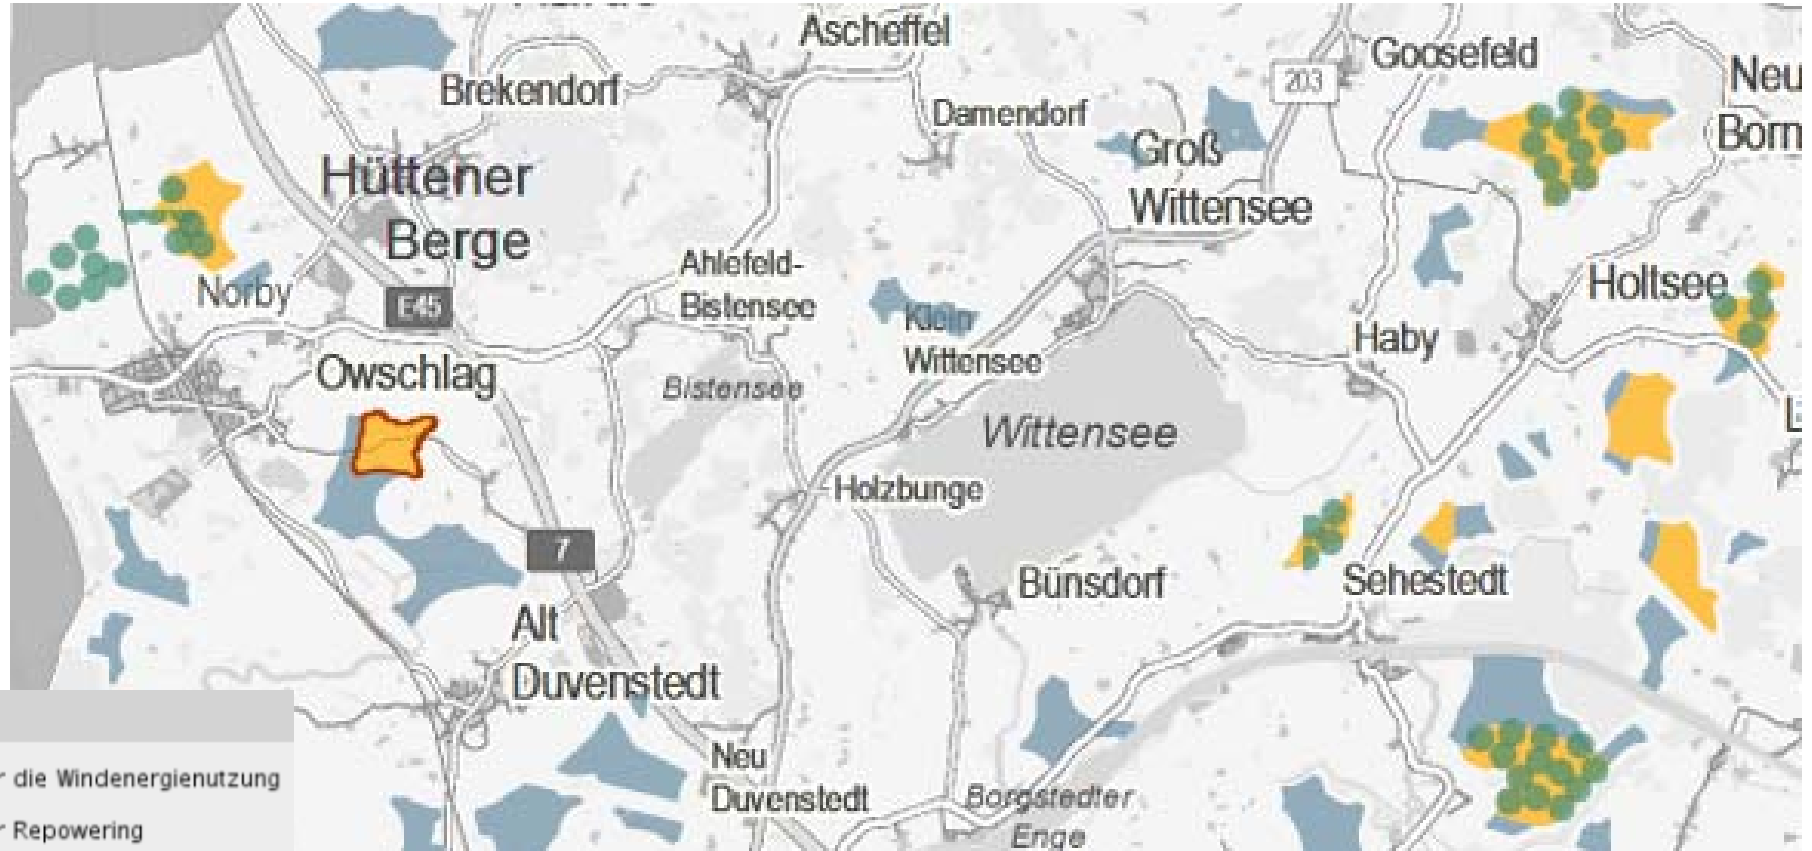 Ascheffel
Goosefeld
203
Neu
Brekendorf
Damendorf
Born
Groß
Wittensee
Hüttener
Berge
Ahlefeld-
Bistensee
Norby
E45
Holtsee
Klein
Wittensee
Haby
Owschlag
Bistensee
Wittensee
Holzbunge
7
Bünsdorf
Sehestedt
Alt
Duvenstedt
Neu
Duvenstedt
Borgstedter
Enge
r die Windenergienutzung
r Repowering